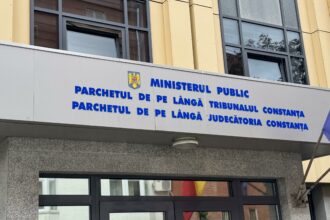 MINISTERUL PUBLIC
PARCHETUL DE PE LÂNGĂ TRIBUNALUL CONSTANȚA
PARCHETUL DE PE LÂNGĂ JUDECĂTORIA CONSTANȚA